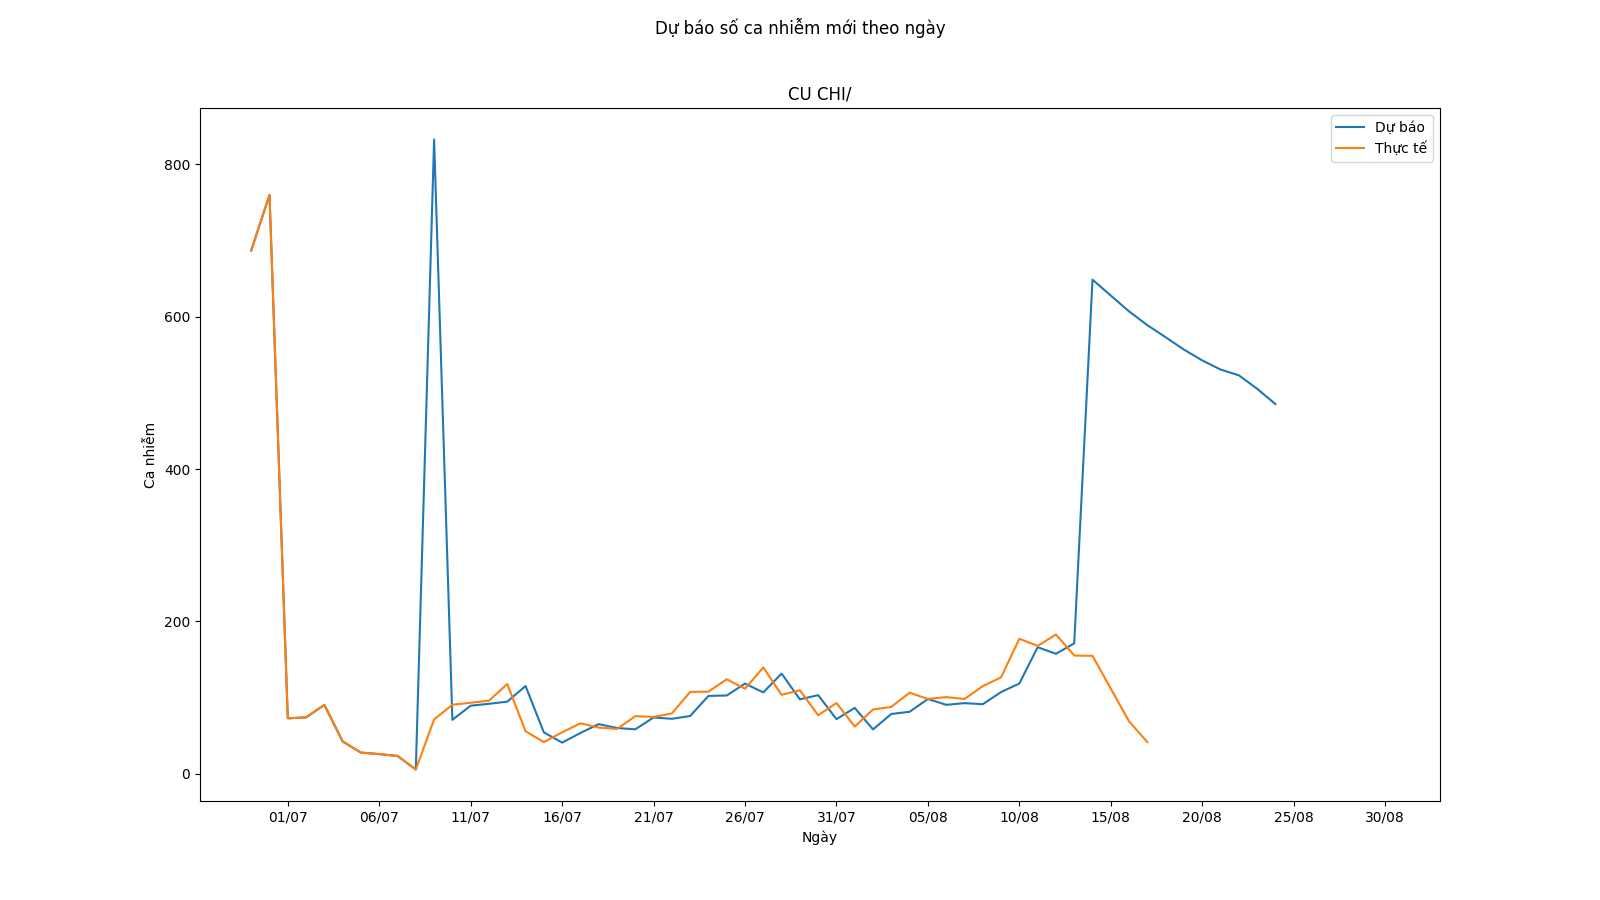 Dự báo số ca nhiễm mới theo ngày
CU CHI/
Dự báo
Thực tế
800
600
400
200
0
Ca nhiễm
01/07 06/07 11/07 16/07 21/07 26/07 31/07 05/08 10/08 15/08 20/08 25/08 30/08
Ngày